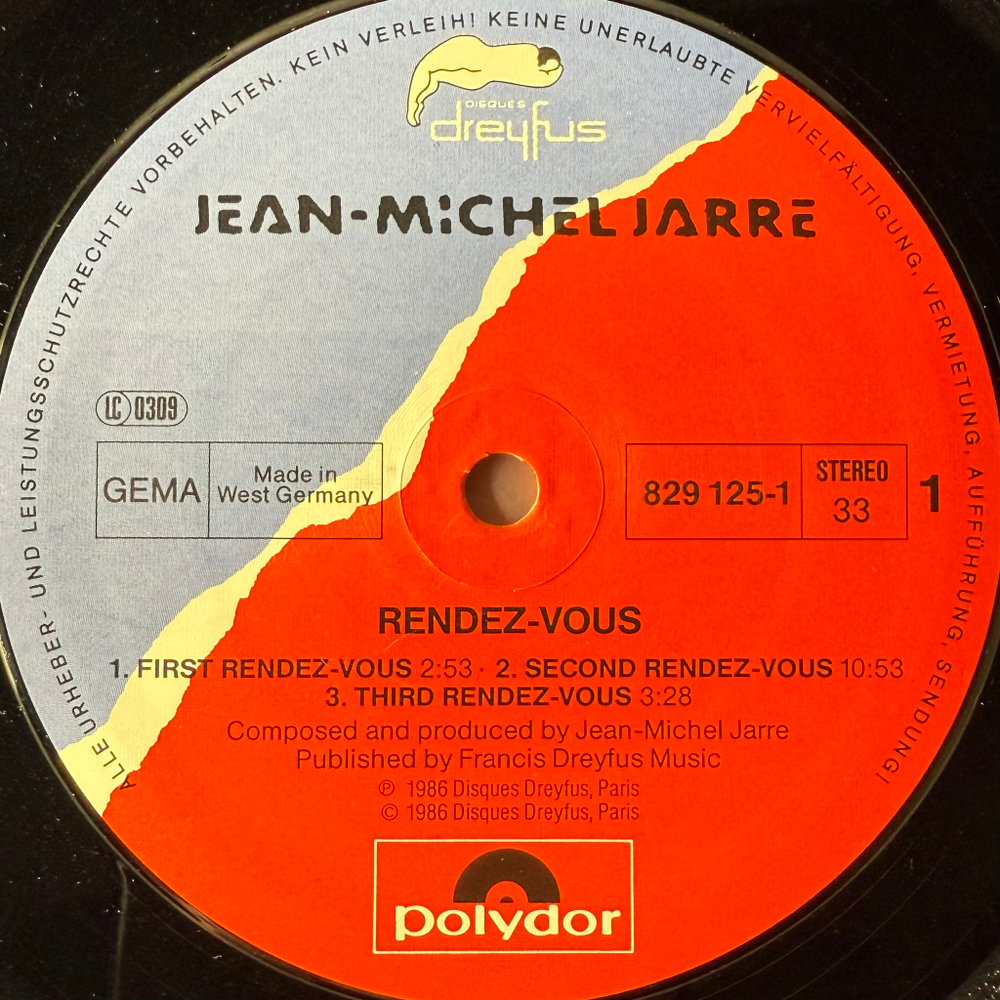 ALLE URHEBER- UND LEISTUNGSSCHUTZRECHTE VORBEHALTEN. KEIN VERLEIH! KEINE UNERLAUBTE VERVIELFÄLTIGUNG, VERMIETUNG, AUFFÜHRUNG, SENDUNG!
DISQUES
dreyfus
JEAN-MICHEL JARRE
LC 0309
GEMA
Made in
West Germany
829 125-1
STEREO
33
1
RENDEZ-VOUS
1. FIRST RENDEZ-VOUS 2:53 · 2. SECOND RENDEZ-VOUS 10:53
3. THIRD RENDEZ-VOUS 3:28
Composed and produced by Jean-Michel Jarre
Published by Francis Dreyfus Music
℗ 1986 Disques Dreyfus, Paris
© 1986 Disques Dreyfus, Paris
polydor